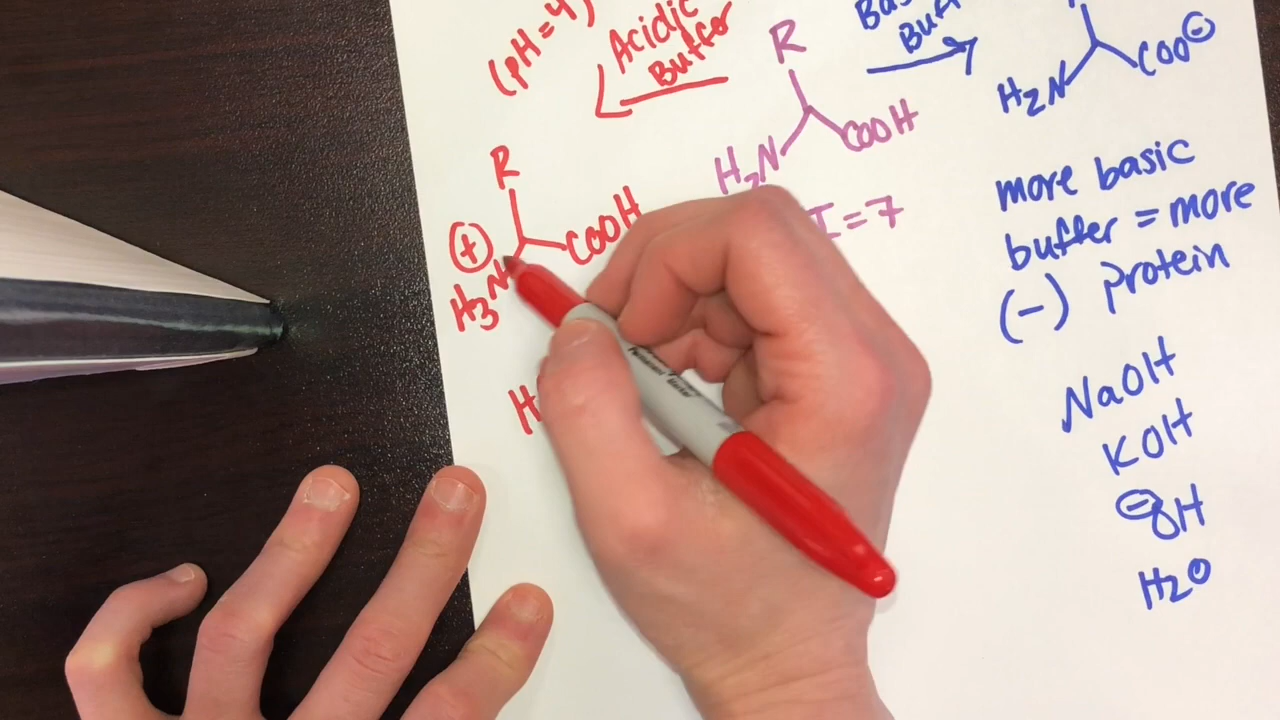 (pH=4)
Acidic
Buffer
R
COOH
⊕
H3N
R
COOH
H2N
I=7
COO⊖
H2N
more basic
buffer = more
(-) protein
NaOH
KOH
⊖OH
H2O